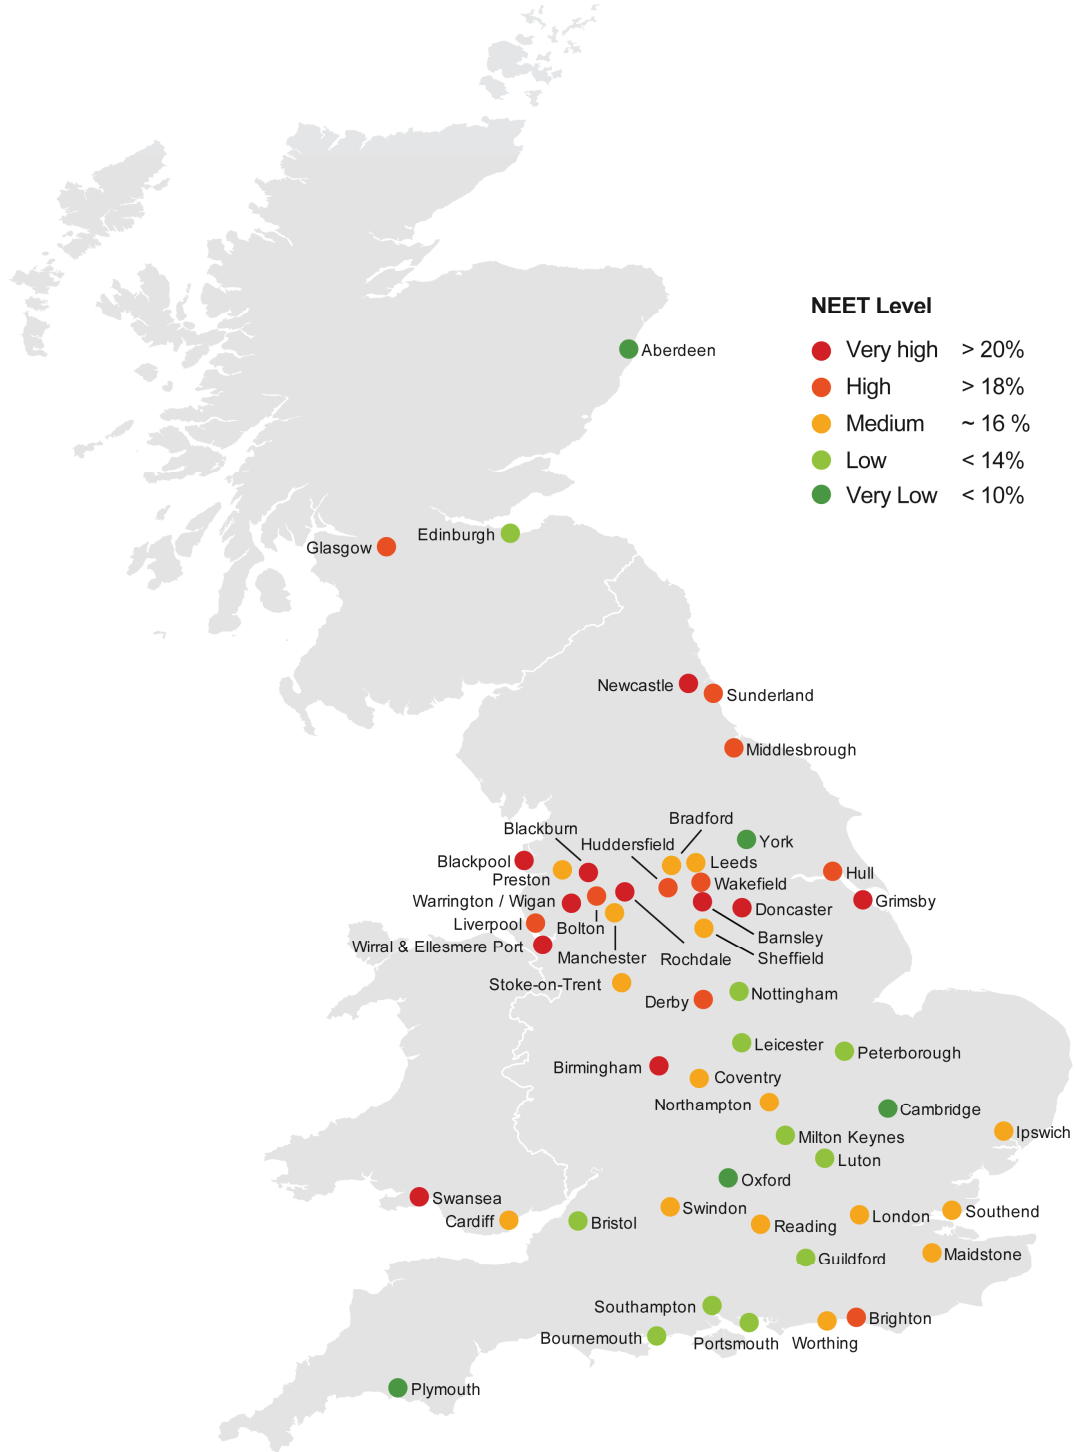 NEET Level
Very high > 20%
High > 18%
Medium ~ 16 %
Low < 14%
Very Low < 10%
Aberdeen
Edinburgh
Glasgow
Newcastle
Sunderland
Middlesbrough
Bradford
Blackburn
Huddersfield
York
Blackpool
Leeds
Hull
Preston
Wakefield
Warrington / Wigan
Grimsby
Doncaster
Liverpool
Bolton
Barnsley
Wirral & Ellesmere Port
Manchester
Rochdale
Sheffield
Stoke-on-Trent
Nottingham
Derby
Leicester
Peterborough
Birmingham
Coventry
Northampton
Cambridge
Ipswich
Milton Keynes
Luton
Oxford
Swansea
Swindon
Southend
London
Cardiff
Bristol
Reading
Maidstone
Guildford
Southampton
Brighton
Bournemouth
Portsmouth
Worthing
Plymouth